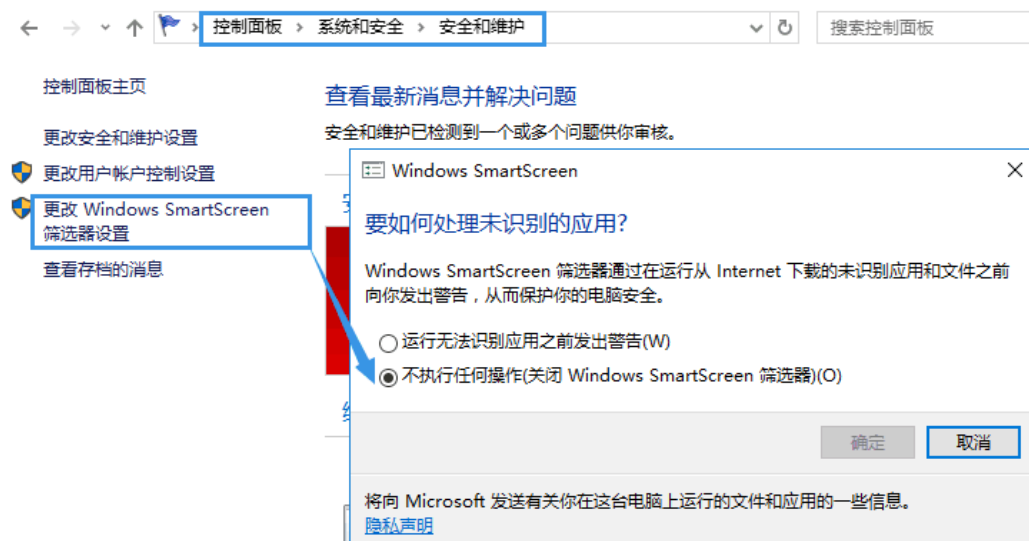 控制面板 › 系统和安全 › 安全和维护
搜索控制面板
控制面板主页
更改安全和维护设置
更改用户帐户控制设置
更改 Windows SmartScreen
筛选器设置
查看存档的消息
查看最新消息并解决问题
安全和维护已检测到一个或多个问题供你审核。
Windows SmartScreen
要如何处理未识别的应用?
Windows SmartScreen 筛选器通过在运行从 Internet 下载的未识别应用和文件之前
向你发出警告，从而保护你的电脑安全。
运行无法识别应用之前发出警告(W)
不执行任何操作(关闭 Windows SmartScreen 筛选器)(O)
确定
取消
将向 Microsoft 发送有关你在这台电脑上运行的文件和应用的一些信息。
隐私声明